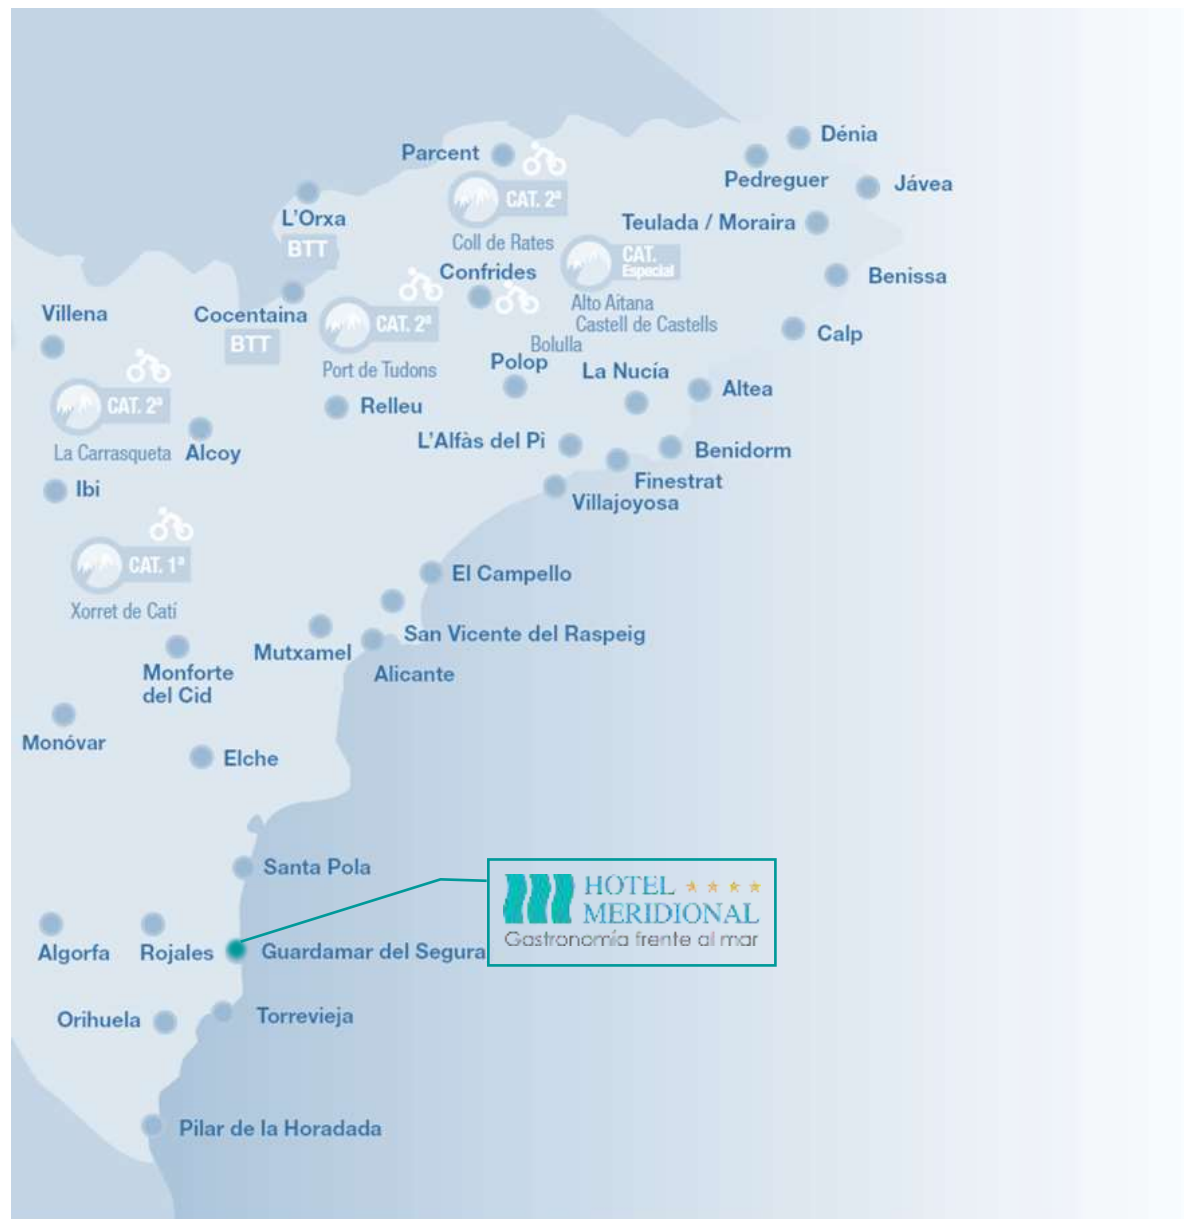 Dénia
Parcent
Pedreguer
Jávea
CAT. 2ª
L'Orxa
BTT
Coll de Rates
Teulada / Moraira
CAT.
Especial
Confrides
Benissa
Alto Aitana
Castell de Castells
Villena
Cocentaina
BTT
CAT. 2ª
Port de Tudons
Bolulla
Polop
La Nucía
Calp
Altea
CAT. 2ª
La Carrasqueta
Alcoy
Relleu
L'Alfàs del Pi
Benidorm
Finestrat
Villajoyosa
Ibi
CAT. 1ª
Xorret de Catí
El Campello
San Vicente del Raspeig
Mutxamel
Alicante
Monforte
del Cid
Monóvar
Elche
Santa Pola
HOTEL
MERIDIONAL
Gastronomía frente al mar
Algorfa
Rojales
Guardamar del Segura
Orihuela
Torrevieja
Pilar de la Horadada